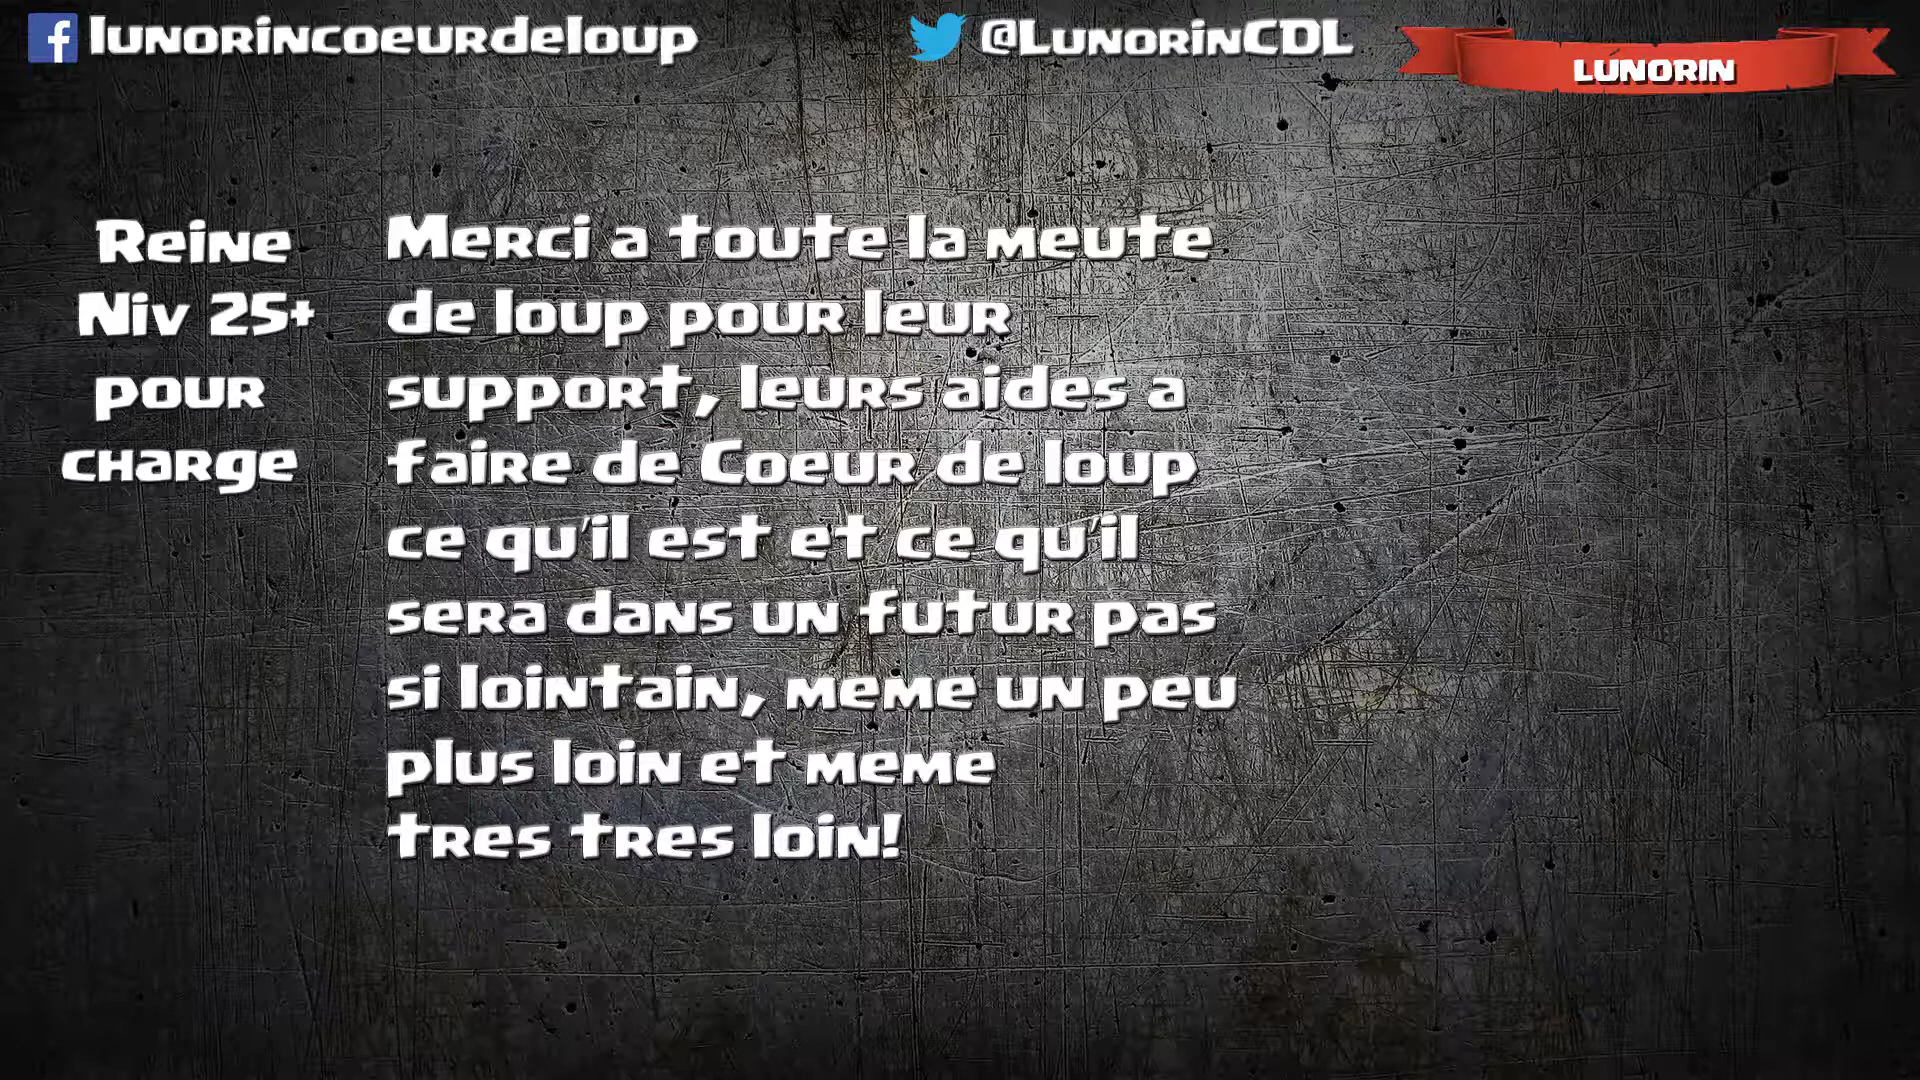 lunorincoeurdeloup
@LunorinCDL
LÚNORIN
Reine
Niv 25+
pour
charge
Merci a toute la meute
de loup pour leur
support, leurs aides a
faire de Coeur de loup
ce qu'il est et ce qu'il
sera dans un futur pas
si lointain, meme un peu
plus loin et meme
tres tres loin!